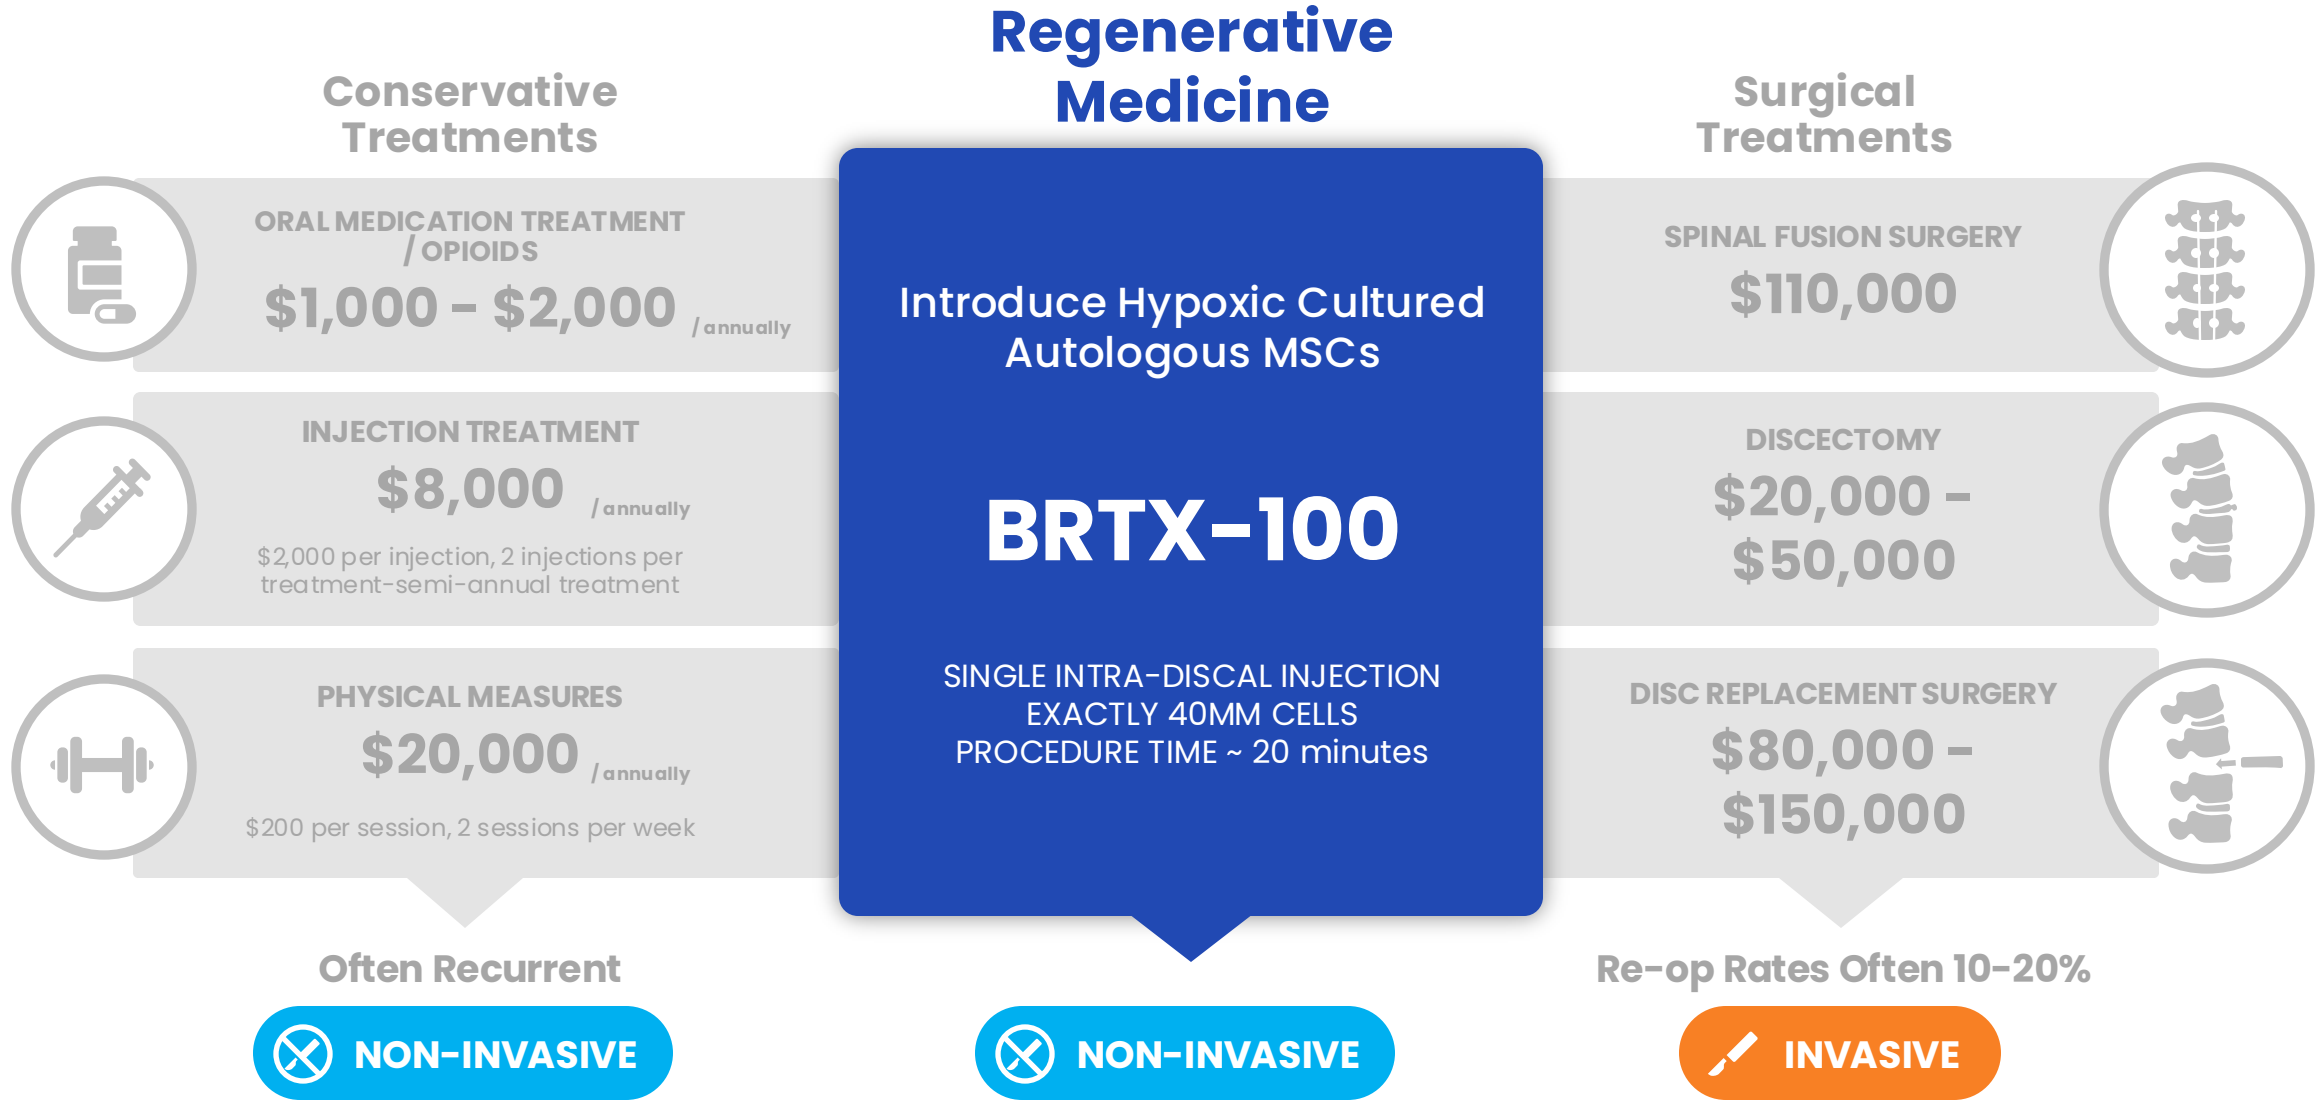 Conservative
Treatments
ORAL MEDICATION TREATMENT
/ OPIOIDS
$1,000 – $2,000 / annually
INJECTION TREATMENT
$8,000 / annually
$2,000 per injection, 2 injections per
treatment-semi-annual treatment
PHYSICAL MEASURES
$20,000 / annually
$200 per session, 2 sessions per week
Often Recurrent
NON-INVASIVE
Regenerative
Medicine
Introduce Hypoxic Cultured
Autologous MSCs
BRTX-100
SINGLE INTRA-DISCAL INJECTION
EXACTLY 40MM CELLS
PROCEDURE TIME ~ 20 minutes
NON-INVASIVE
Surgical
Treatments
SPINAL FUSION SURGERY
$110,000
DISCECTOMY
$20,000 –
$50,000
DISC REPLACEMENT SURGERY
$80,000 –
$150,000
Re-op Rates Often 10-20%
INVASIVE